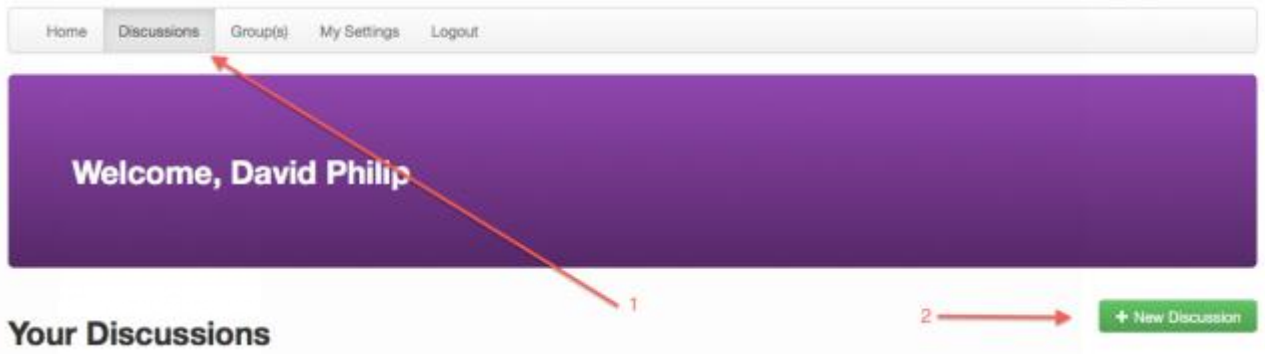 Home Discussions Group(s) My Settings Logout
Welcome, David Philip
1
2
+ New Discussion
Your Discussions